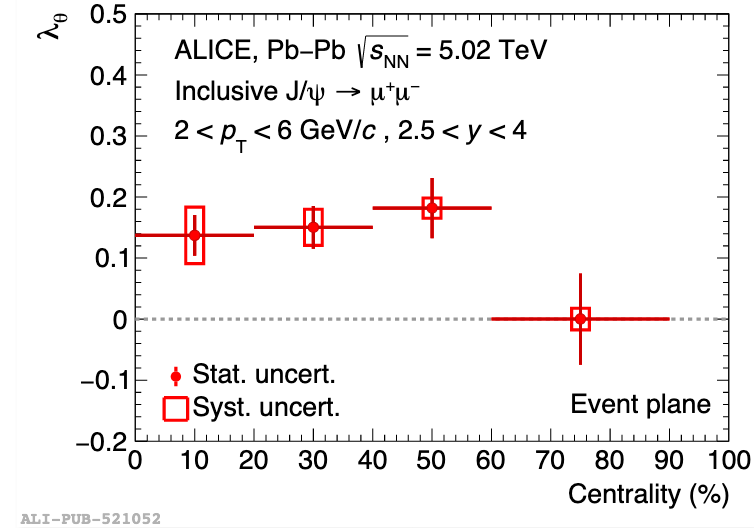 λθ
0.5
ALICE, Pb−Pb √sNN = 5.02 TeV
0.4
Inclusive J/ψ → μ+μ−
0.3
2 < pT < 6 GeV/c , 2.5 < y < 4
0.2
0.1
0
−0.1
Stat. uncert.
Syst. uncert.
Event plane
−0.2
0 10 20 30 40 50 60 70 80 90 100
Centrality (%)
ALI-PUB-521052